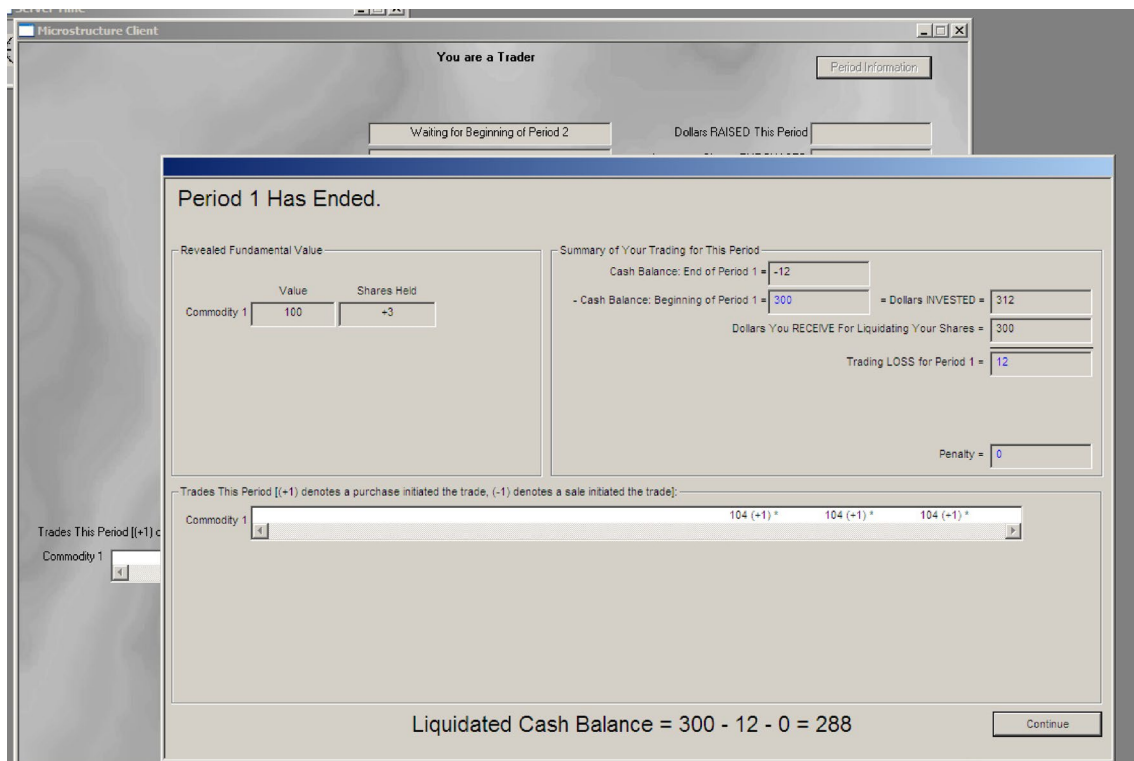 Server Time
Microstructure Client
You are a Trader
Period Information
Waiting for Beginning of Period 2
Dollars RAISED This Period
Period 1 Has Ended.
Revealed Fundamental Value
Value Shares Held
Commodity 1 100 +3
Summary of Your Trading for This Period
Cash Balance: End of Period 1 = -12
- Cash Balance: Beginning of Period 1 = 300 = Dollars INVESTED = 312
Dollars You RECEIVE For Liquidating Your Shares = 300
Trading LOSS for Period 1 = 12
Penalty = 0
Trades This Period [(+1) denotes a purchase initiated the trade, (-1) denotes a sale initiated the trade]:
Commodity 1 104 (+1) * 104 (+1) * 104 (+1) *
Trades This Period [(+1)
Commodity 1
Liquidated Cash Balance = 300 - 12 - 0 = 288
Continue